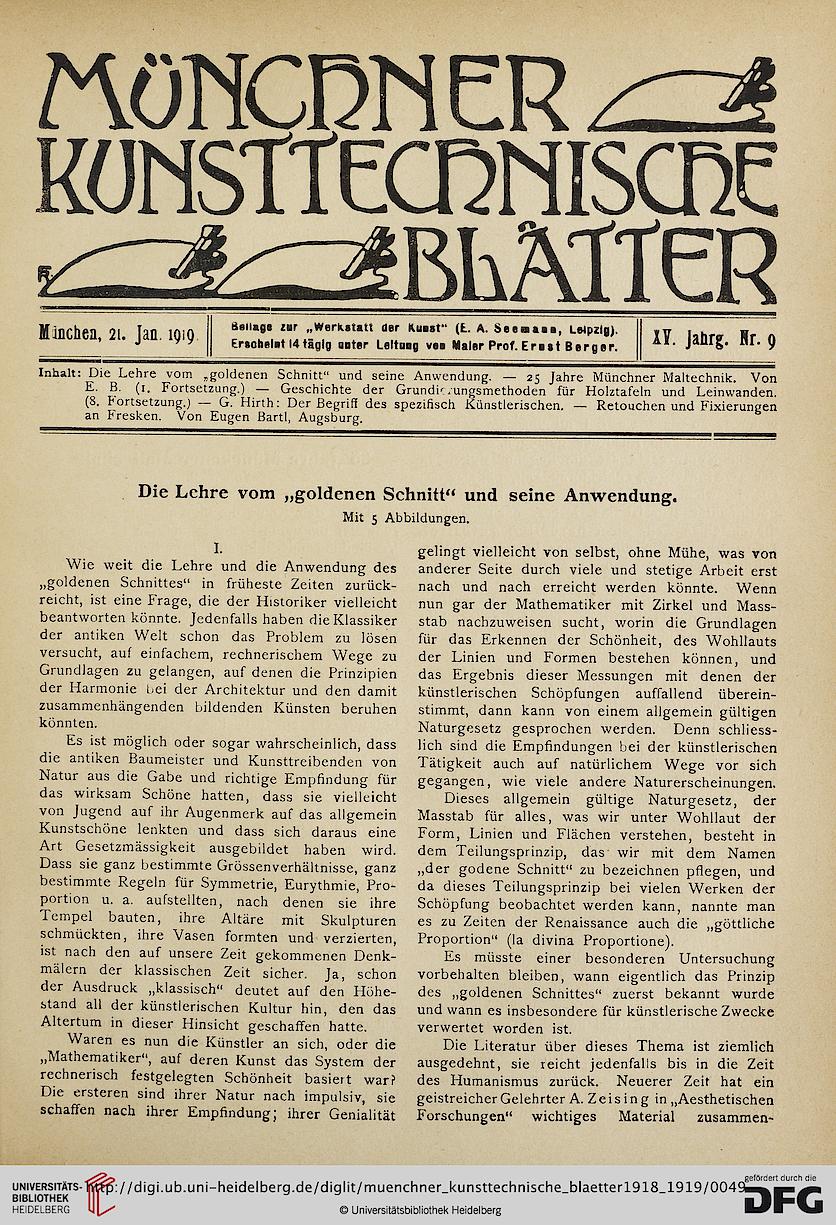 MÜNCHNER
KUNSTTECHNISCHE
BLÄTTER
München, 21. Jan. 1919.
Beilage zur „Werkstatt der Kunst“ (E. A. Seemann, Leipzig).
Erscheint 14 tägig unter Leitung von Maler Prof. Ernst Berger.
XV. Jahrg. Nr. 9
Inhalt: Die Lehre vom „goldenen Schnitt“ und seine Anwendung. — 25 Jahre Münchner Maltechnik. Von
E. B. (1. Fortsetzung.) — Geschichte der Grundierungsmethoden für Holztafeln und Leinwanden.
(8. Fortsetzung.) — G. Hirth: Der Begriff des spezifisch Künstlerischen. — Retouchen und Fixierungen
an Fresken. Von Eugen Bartl, Augsburg.
Die Lehre vom „goldenen Schnitt“ und seine Anwendung.
Mit 5 Abbildungen.
I.
Wie weit die Lehre und die Anwendung des
„goldenen Schnittes“ in früheste Zeiten zurück-
reicht, ist eine Frage, die der Historiker vielleicht
beantworten könnte. Jedenfalls haben die Klassiker
der antiken Welt schon das Problem zu lösen
versucht, auf einfachem, rechnerischem Wege zu
Grundlagen zu gelangen, auf denen die Prinzipien
der Harmonie bei der Architektur und den damit
zusammenhängenden bildenden Künsten beruhen
könnten.
Es ist möglich oder sogar wahrscheinlich, dass
die antiken Baumeister und Kunsttreibenden von
Natur aus die Gabe und richtige Empfindung für
das wirksam Schöne hatten, dass sie vielleicht
von Jugend auf ihr Augenmerk auf das allgemein
Kunstschöne lenkten und dass sich daraus eine
Art Gesetzmässigkeit ausgebildet haben wird.
Dass sie ganz bestimmte Grössenverhältnisse, ganz
bestimmte Regeln für Symmetrie, Eurythmie, Pro-
portion u. a. aufstellten, nach denen sie ihre
Tempel bauten, ihre Altäre mit Skulpturen
schmückten, ihre Vasen formten und verzierten,
ist nach den auf unsere Zeit gekommenen Denk-
mälern der klassischen Zeit sicher. Ja, schon
der Ausdruck „klassisch“ deutet auf den Höhe-
stand all der künstlerischen Kultur hin, den das
Altertum in dieser Hinsicht geschaffen hatte.
Waren es nun die Künstler an sich, oder die
„Mathematiker“, auf deren Kunst das System der
rechnerisch festgelegten Schönheit basiert war?
Die ersteren sind ihrer Natur nach impulsiv, sie
schaffen nach ihrer Empfindung; ihrer Genialität
gelingt vielleicht von selbst, ohne Mühe, was von
anderer Seite durch viele und stetige Arbeit erst
nach und nach erreicht werden könnte. Wenn
nun gar der Mathematiker mit Zirkel und Mass-
stab nachzuweisen sucht, worin die Grundlagen
für das Erkennen der Schönheit, des Wohllauts
der Linien und Formen bestehen können, und
das Ergebnis dieser Messungen mit denen der
künstlerischen Schöpfungen auffallend überein-
stimmt, dann kann von einem allgemein gültigen
Naturgesetz gesprochen werden. Denn schliess-
lich sind die Empfindungen bei der künstlerischen
Tätigkeit auch auf natürlichem Wege vor sich
gegangen, wie viele andere Naturerscheinungen.
Dieses allgemein gültige Naturgesetz, der
Masstab für alles, was wir unter Wohllaut der
Form, Linien und Flächen verstehen, besteht in
dem Teilungsprinzip, das wir mit dem Namen
„der godene Schnitt“ zu bezeichnen pflegen, und
da dieses Teilungsprinzip bei vielen Werken der
Schöpfung beobachtet werden kann, nannte man
es zu Zeiten der Renaissance auch die „göttliche
Proportion“ (la divina Proportione).
Es müsste einer besonderen Untersuchung
vorbehalten bleiben, wann eigentlich das Prinzip
des „goldenen Schnittes“ zuerst bekannt wurde
und wann es insbesondere für künstlerische Zwecke
verwertet worden ist.
Die Literatur über dieses Thema ist ziemlich
ausgedehnt, sie reicht jedenfalls bis in die Zeit
des Humanismus zurück. Neuerer Zeit hat ein
geistreicher Gelehrter A. Zeising in „Aesthetischen
Forschungen“ wichtiges Material zusammen-
UNIVERSITÄTS-
BIBLIOTHEK
HEIDELBERG
http://digi.ub.uni-heidelberg.de/diglit/muenchner_kunsttechnische_blaetter1918_1919/0049
© Universitätsbibliothek Heidelberg
gefördert durch die
DFG